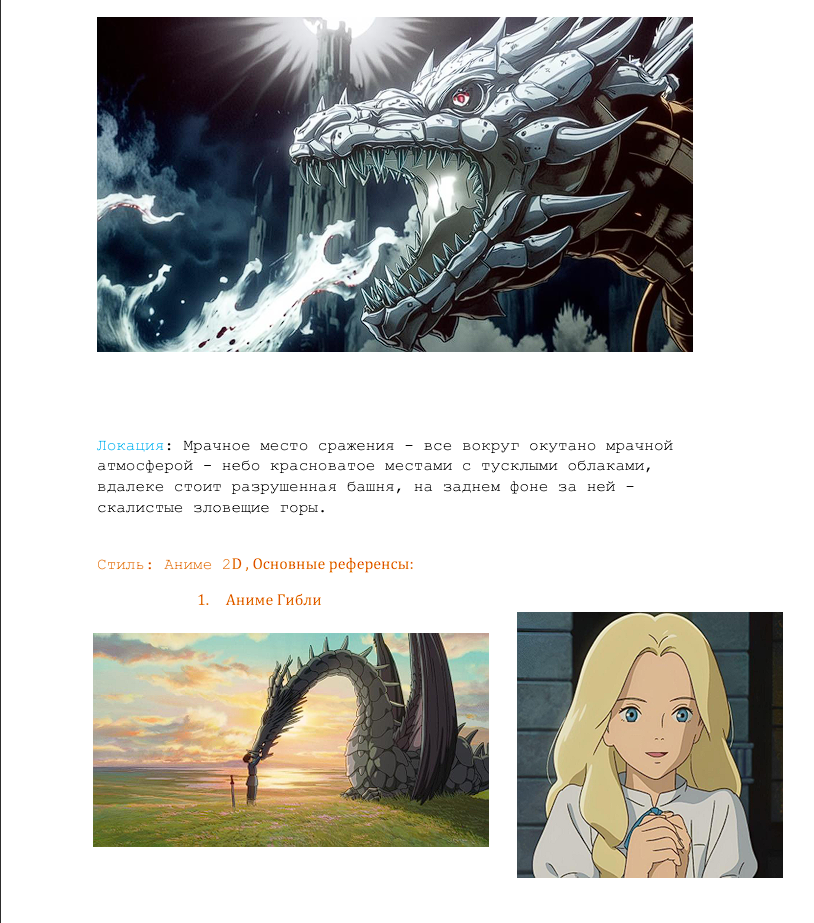 Локация: Мрачное место сражения - все вокруг окутано мрачной
атмосферой - небо красноватое местами с тусклыми облаками,
вдалеке стоит разрушенная башня, на заднем фоне за ней -
скалистые зловещие горы.
Стиль: Аниме 2D , Основные референсы:
1. Аниме Гибли